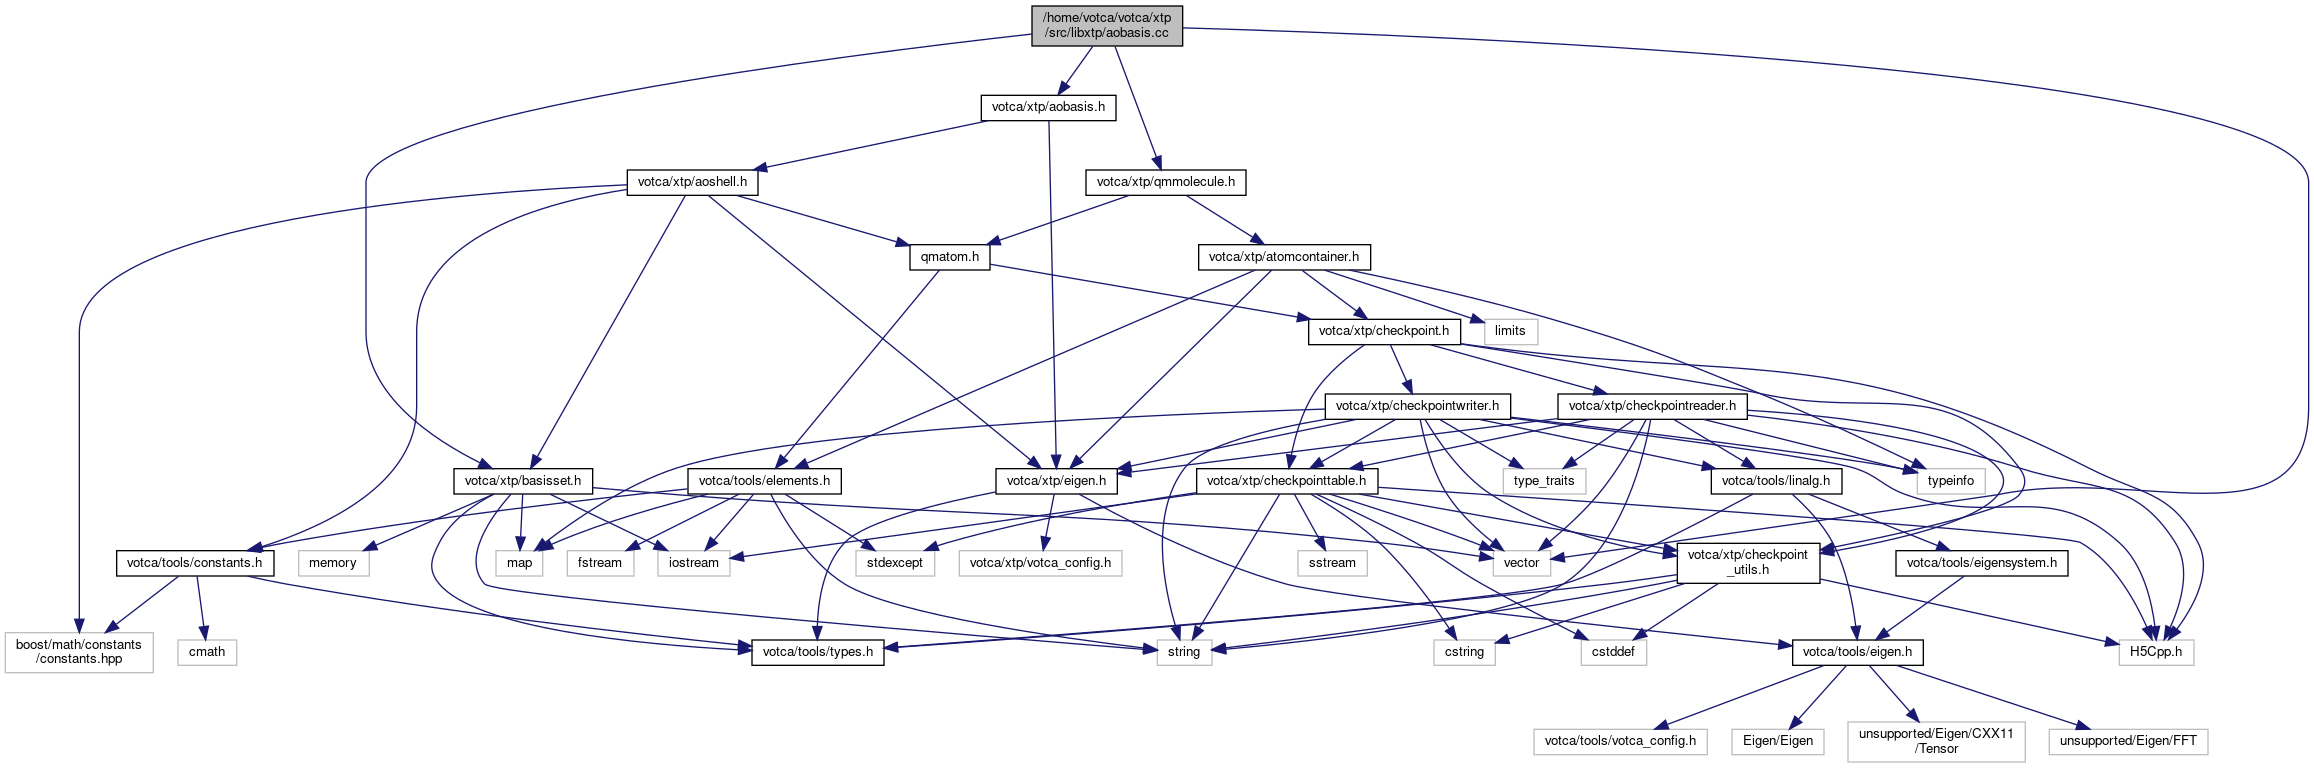 /home/votca/votca/xtp
/src/libxtp/aobasis.cc
votca/xtp/aobasis.h
votca/xtp/aoshell.h
votca/xtp/qmmolecule.h
qmatom.h
votca/xtp/atomcontainer.h
votca/xtp/checkpoint.h
limits
votca/xtp/checkpointwriter.h
votca/xtp/checkpointreader.h
votca/xtp/basisset.h
votca/tools/elements.h
votca/xtp/eigen.h
votca/xtp/checkpointtable.h
type_traits
votca/tools/linalg.h
typeinfo
votca/tools/constants.h
memory
map
fstream
iostream
stdexcept
votca/xtp/votca_config.h
sstream
vector
votca/xtp/checkpoint
_utils.h
votca/tools/eigensystem.h
boost/math/constants
/constants.hpp
cmath
votca/tools/types.h
string
cstring
cstddef
votca/tools/eigen.h
H5Cpp.h
votca/tools/votca_config.h
Eigen/Eigen
unsupported/Eigen/CXX11
/Tensor
unsupported/Eigen/FFT